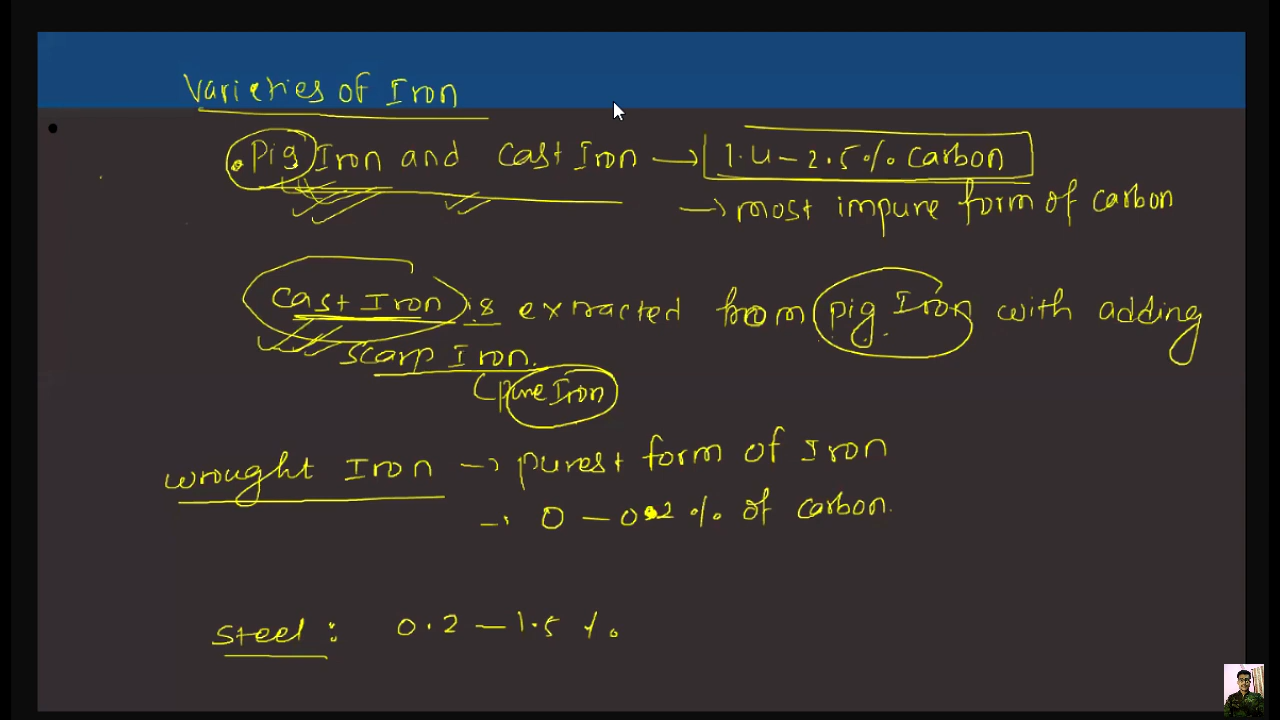 Varieties of Iron
• Pig Iron and cast Iron → 1.4 - 2.5% carbon
→ most impure form of carbon
Cast Iron is extracted from pig Iron with adding
scarp Iron.
(pure Iron
wrought Iron → purest form of Iron
→ 0 - 0.2 % of carbon.
Steel : 0.2 - 1.5 %